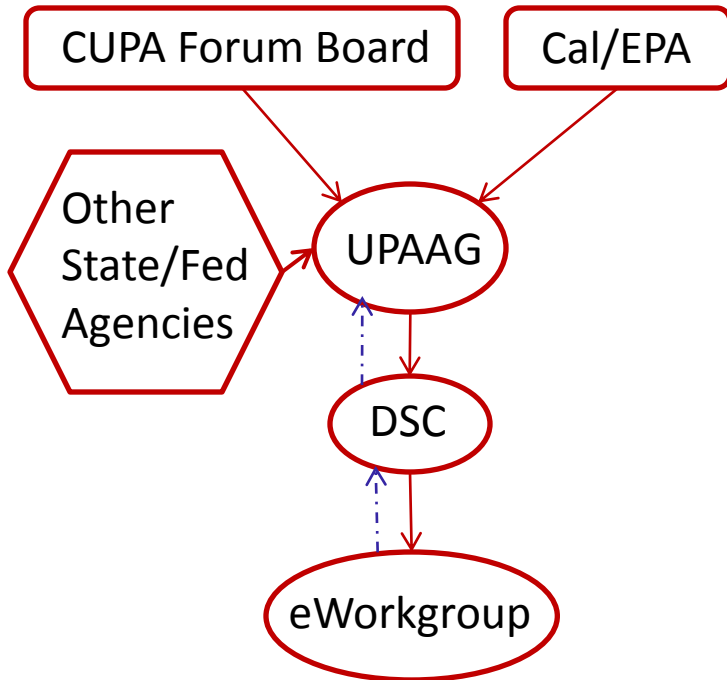 CUPA Forum Board
Cal/EPA
Other
State/Fed
Agencies
UPAAG
DSC
eWorkgroup